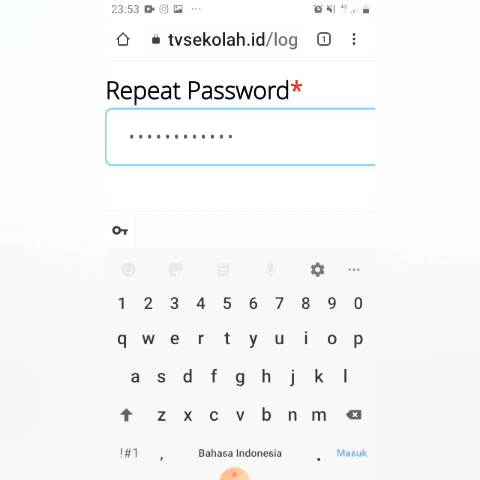 23:53
tvsekolah.id/log
1
Repeat Password*
............
1 2 3 4 5 6 7 8 9 0
q w e r t y u i o p
a s d f g h j k l
z x c v b n m
!#1 , Bahasa Indonesia . Masuk